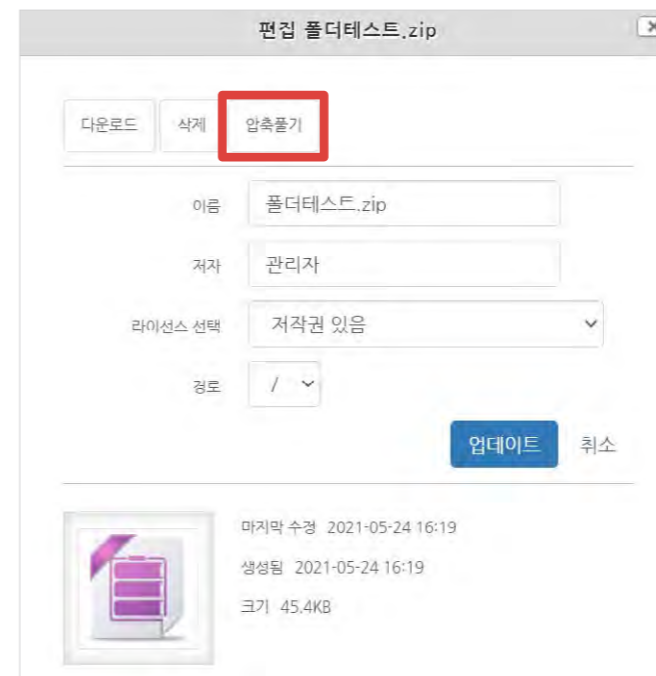 편집 폴더테스트.zip
다운로드 삭제 압축풀기
이름 폴더테스트.zip
저자 관리자
라이선스 선택 저작권 있음
경로 /
업데이트 취소
마지막 수정 2021-05-24 16:19
생성됨 2021-05-24 16:19
크기 45.4KB